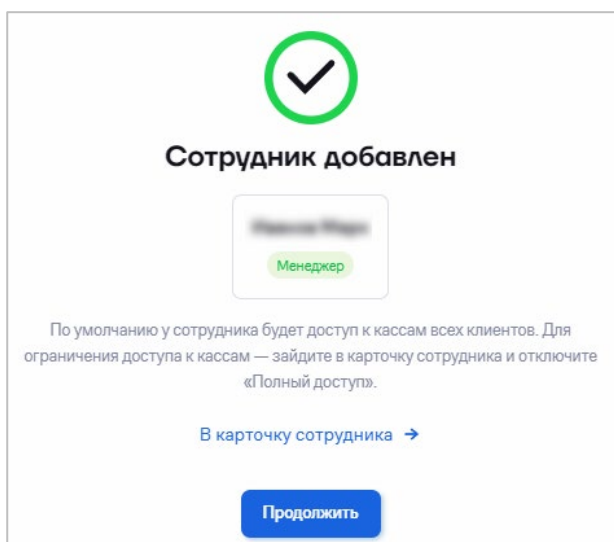 Сотрудник добавлен
Менеджер
По умолчанию у сотрудника будет доступ к кассам всех клиентов. Для
ограничения доступа к кассам — зайдите в карточку сотрудника и отключите
«Полный доступ».
В карточку сотрудника →
Продолжить